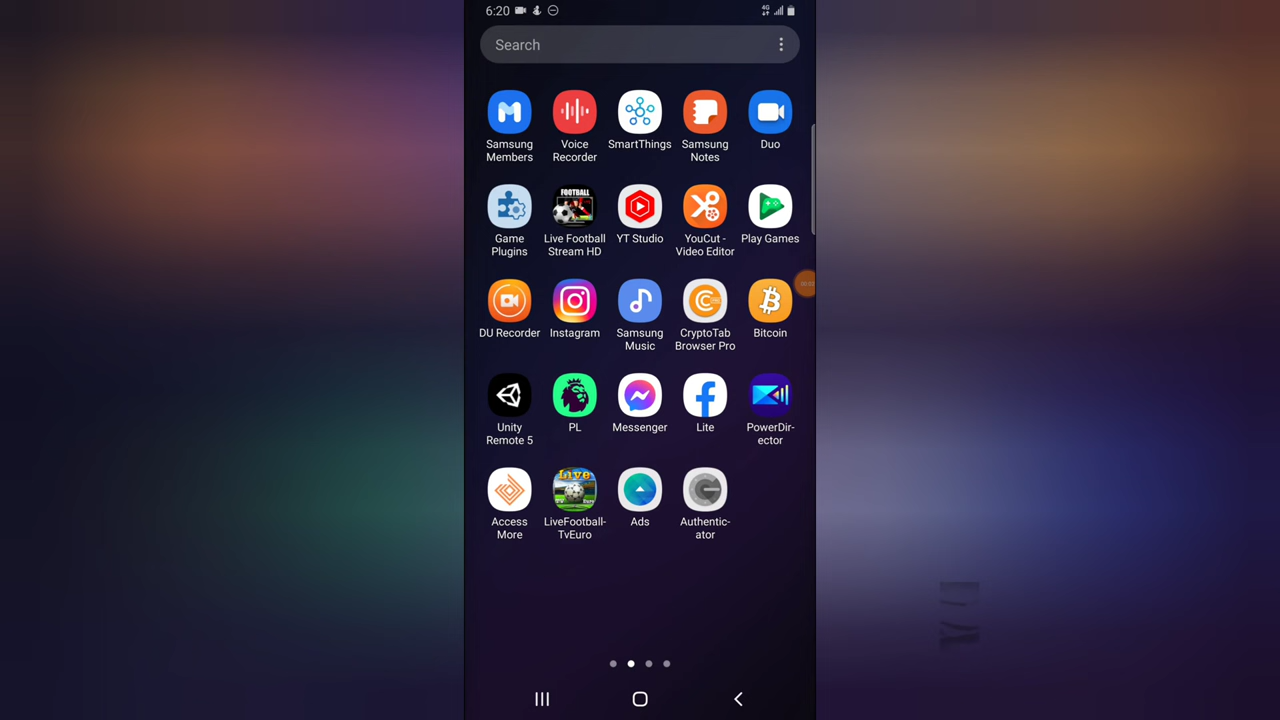 6:20
4G
Search
Samsung Members
Voice Recorder
SmartThings
Samsung Notes
Duo
FOOTBALL
Game Plugins
Live Football Stream HD
YT Studio
YouCut - Video Editor
Play Games
DU Recorder
Instagram
Samsung Music
CryptoTab Browser Pro
Bitcoin
Unity Remote 5
PL
Messenger
Lite
PowerDir-
ector
Live
Access More
LiveFootball-
TvEuro
Ads
Authentic-
ator